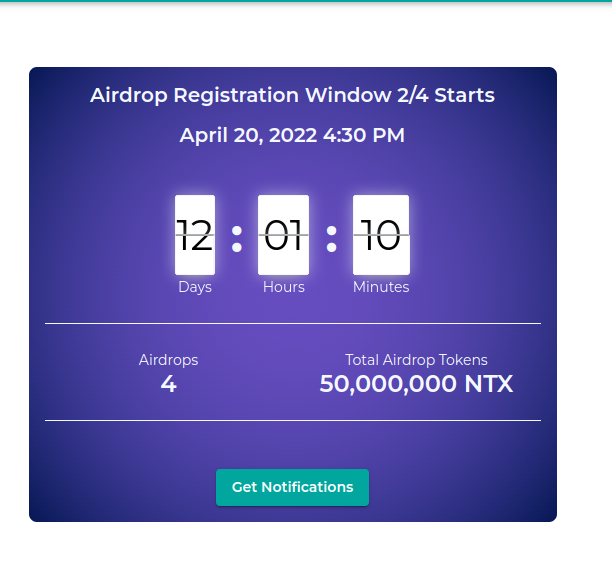 Airdrop Registration Window 2/4 Starts
April 20, 2022 4:30 PM
12 : 01 : 10
Days Hours Minutes
Airdrops Total Airdrop Tokens
4 50,000,000 NTX
Get Notifications